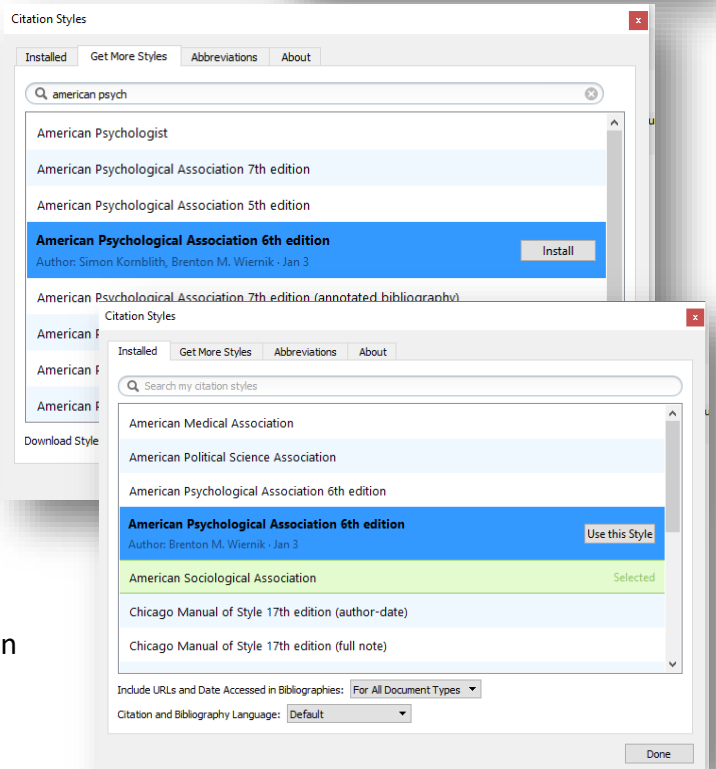 Citation Styles
x
Installed Get More Styles Abbreviations About
american psych
American Psychologist
American Psychological Association 7th edition
American Psychological Association 5th edition
American Psychological Association 6th edition
Install
Author: Simon Kornblith, Brenton M. Wiernik · Jan 3
American Psychological Association 7th edition (annotated bibliography)
American
American
American
Download Style
Citation Styles
x
Installed Get More Styles Abbreviations About
Search my citation styles
American Medical Association
American Political Science Association
American Psychological Association 6th edition
American Psychological Association 6th edition
Use this Style
Author: Brenton M. Wiernik · Jan 3
American Sociological Association Selected
Chicago Manual of Style 17th edition (author-date)
Chicago Manual of Style 17th edition (full note)
Include URLs and Date Accessed in Bibliographies: For All Document Types
Citation and Bibliography Language: Default
Done
n